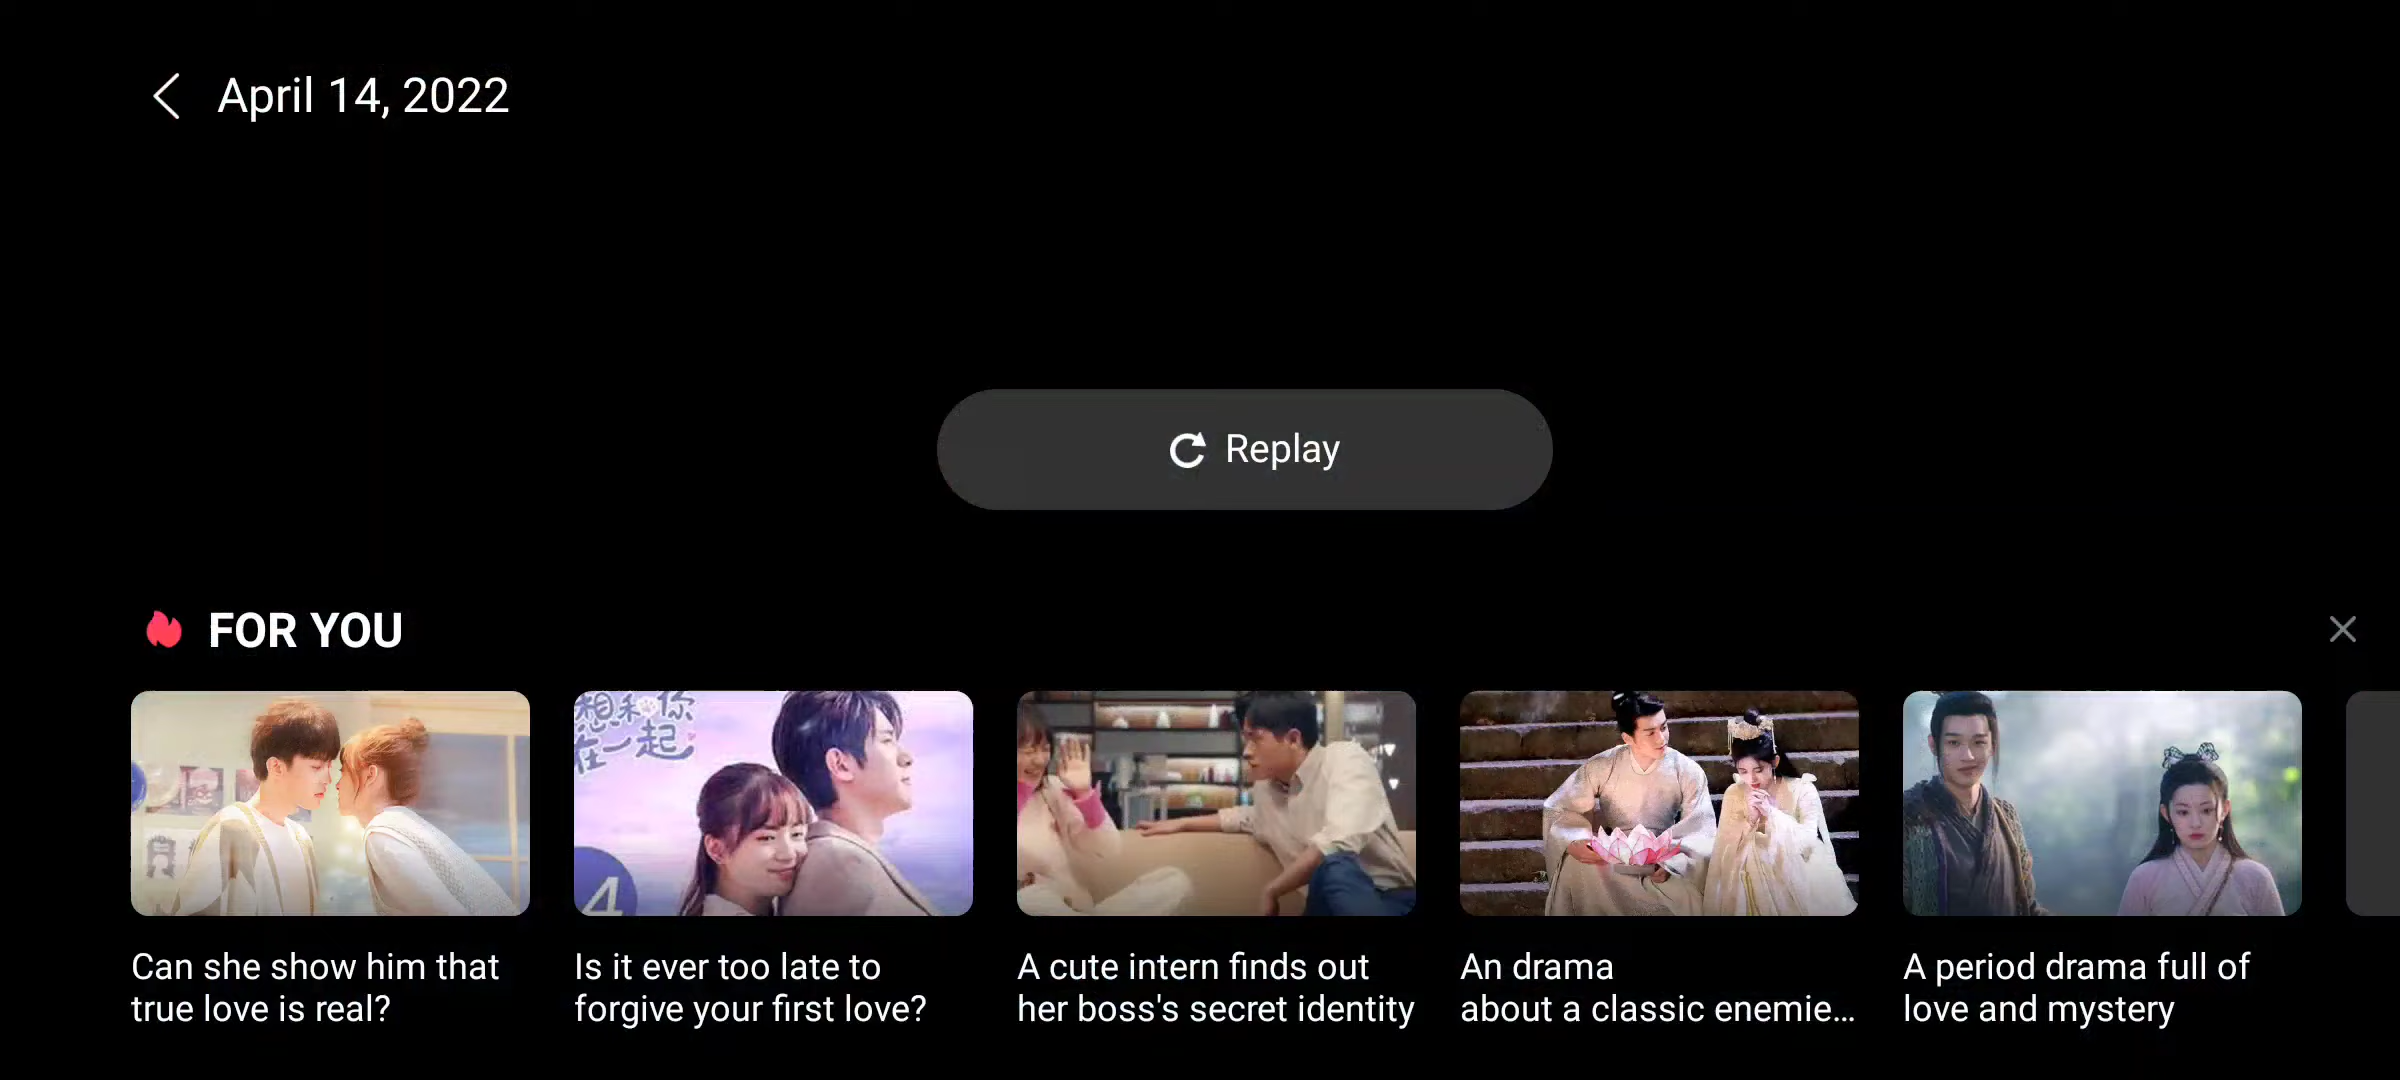 April 14, 2022
Replay
FOR YOU
想和你
在一起
4
Can she show him that
true love is real?
Is it ever too late to
forgive your first love?
A cute intern finds out
her boss's secret identity
An drama
about a classic enemie...
A period drama full of
love and mystery